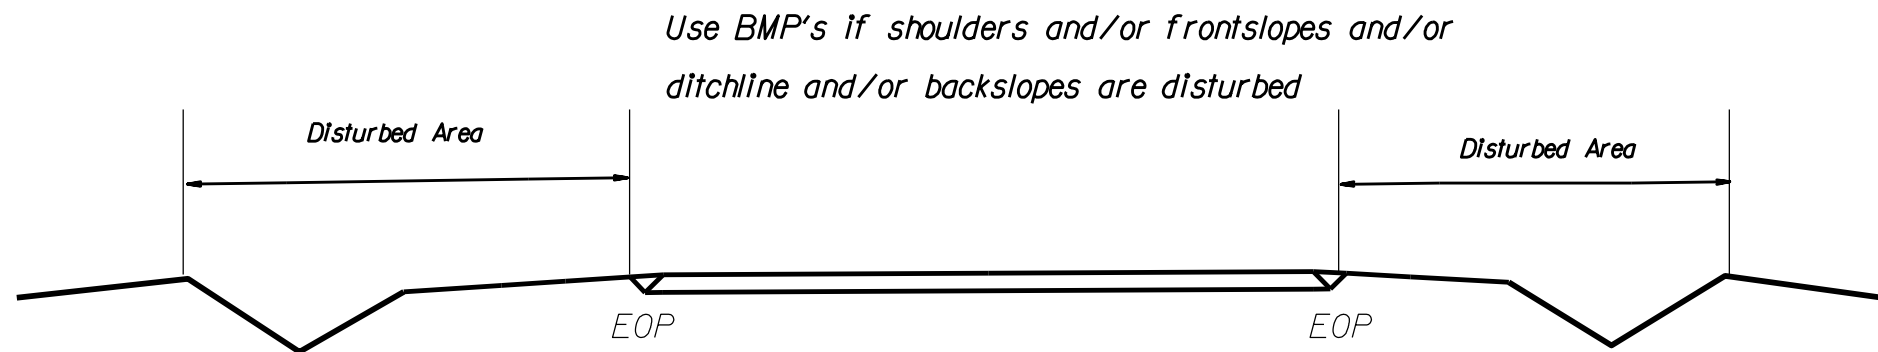 Use BMP's if shoulders and/or frontslopes and/or
ditchline and/or backslopes are disturbed
Disturbed Area
Disturbed Area
EOP
EOP